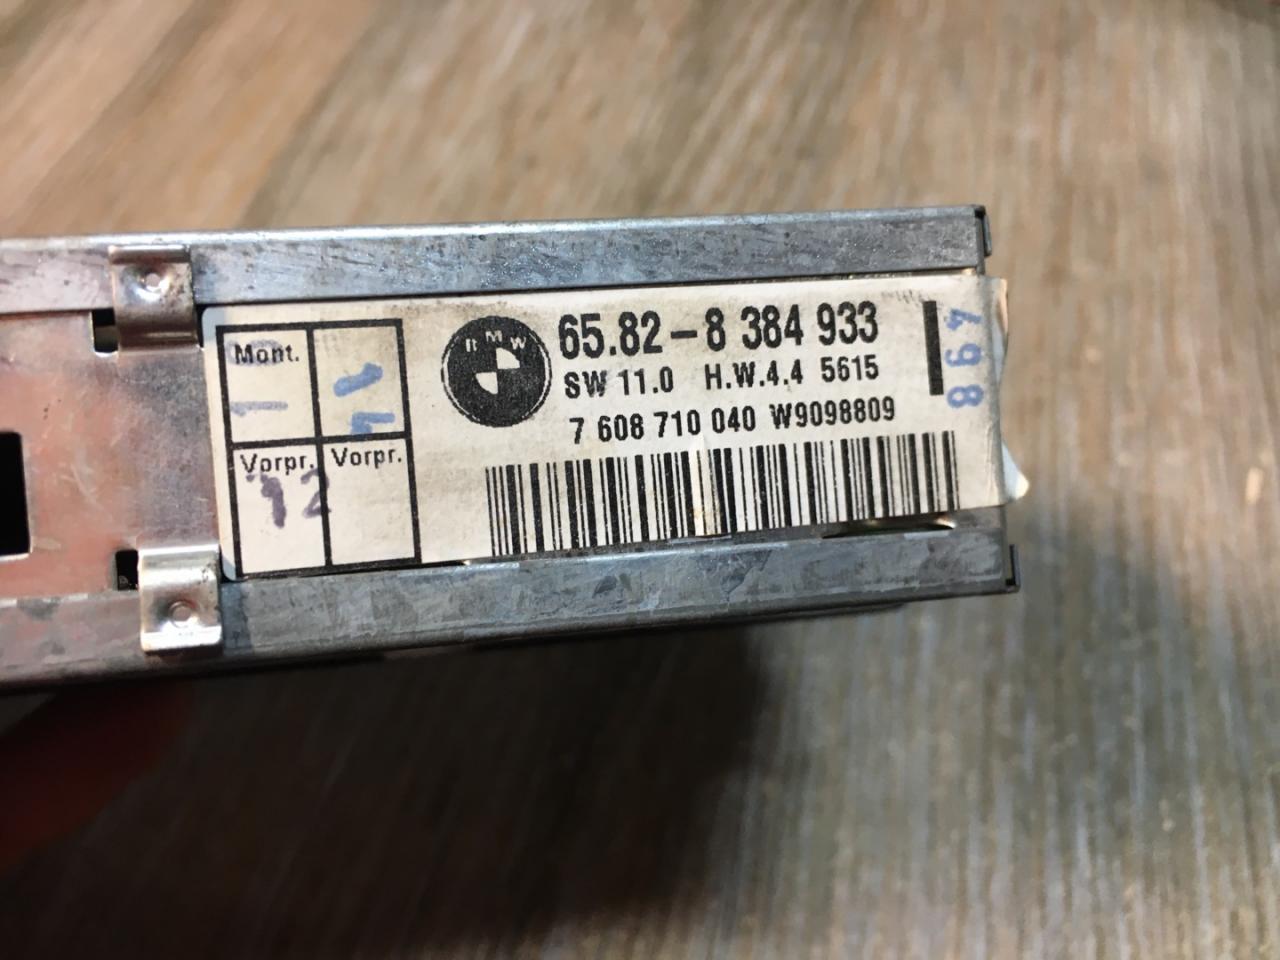 Mont.
Vorpr.
Vorpr.
12
BMW
65.82-8 384 933
SW 11.0 H.W.4.4 5615
7 608 710 040 W9098809
498